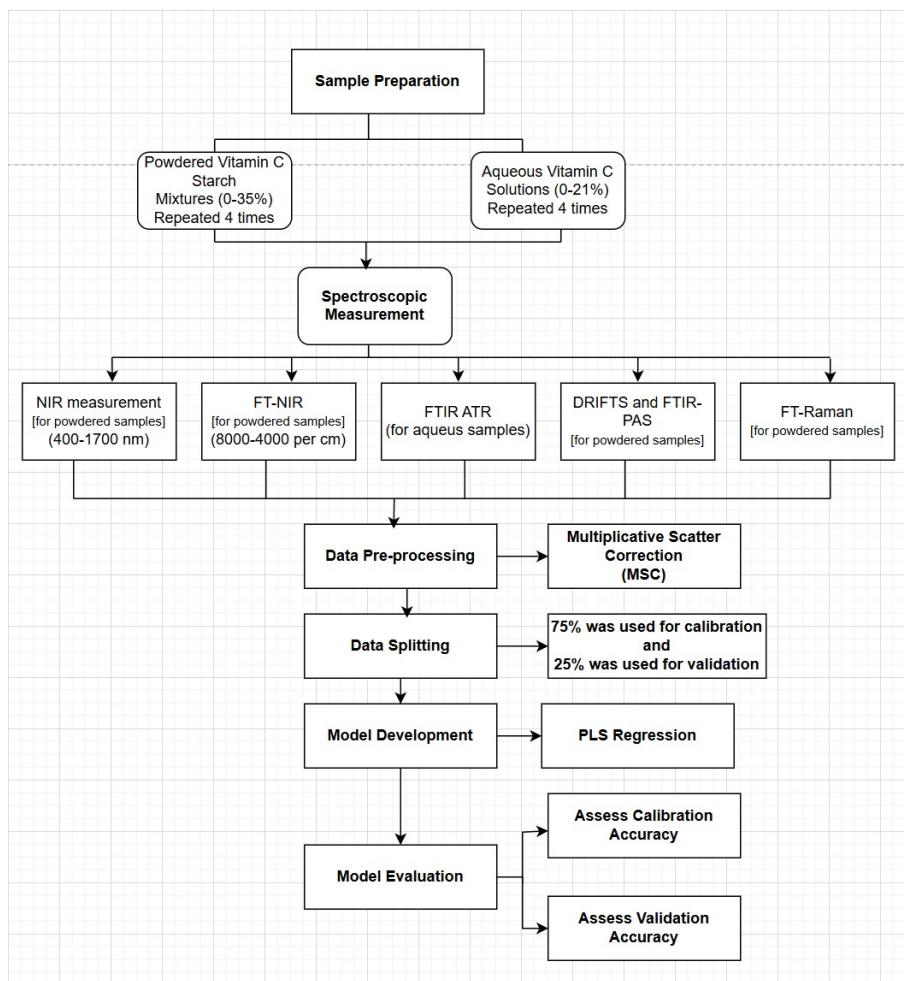 Sample Preparation
Powdered Vitamin C
Starch
Mixtures (0-35%)
Repeated 4 times
Aqueous Vitamin C
Solutions (0-21%)
Repeated 4 times
Spectroscopic
Measurement
NIR measurement
[for powdered samples]
(400-1700 nm)
FT-NIR
[for powdered samples]
(8000-4000 per cm)
FTIR ATR
(for aqueus samples)
DRIFTS and FTIR-
PAS
[for powdered samples]
FT-Raman
[for powdered samples]
Data Pre-processing
Multiplicative Scatter
Correction
(MSC)
Data Splitting
75% was used for calibration
and
25% was used for validation
Model Development
PLS Regression
Assess Calibration
Accuracy
Model Evaluation
Assess Validation
Accuracy